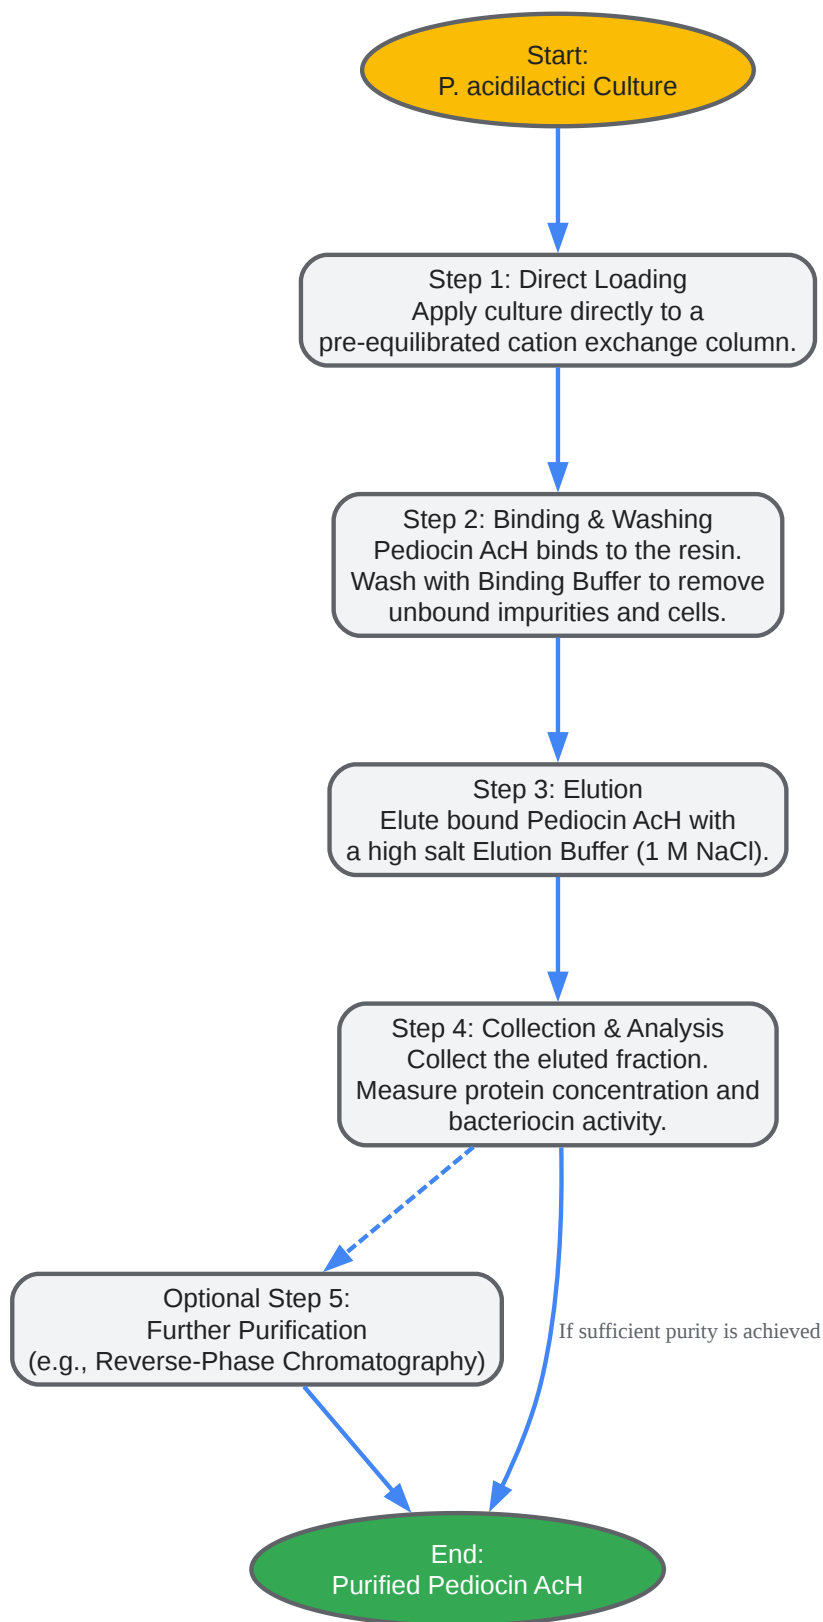 Start:
P. acidilactici Culture
Step 1: Direct Loading
Apply culture directly to a
pre-equilibrated cation exchange column.
Step 2: Binding & Washing
Pediocin AcH binds to the resin.
Wash with Binding Buffer to remove
unbound impurities and cells.
Step 3: Elution
Elute bound Pediocin AcH with
a high salt Elution Buffer (1 M NaCl).
Step 4: Collection & Analysis
Collect the eluted fraction.
Measure protein concentration and
bacteriocin activity.
Optional Step 5:
Further Purification
(e.g., Reverse-Phase Chromatography)
If sufficient purity is achieved
End:
Purified Pediocin AcH